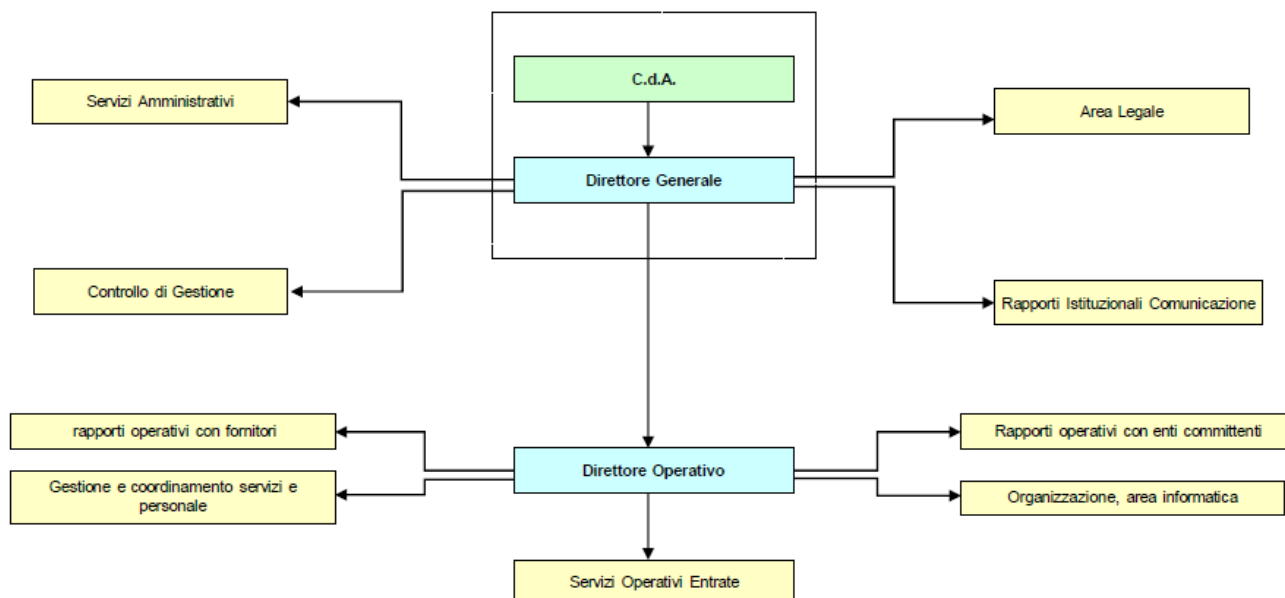 C.d.A.
Servizi Amministrativi
Area Legale
Direttore Generale
Controllo di Gestione
Rapporti Istituzionali Comunicazione
rapporti operativi con fornitori
Rapporti operativi con enti committenti
Direttore Operativo
Gestione e coordinamento servizi e
personale
Organizzazione, area informatica
Servizi Operativi Entrate